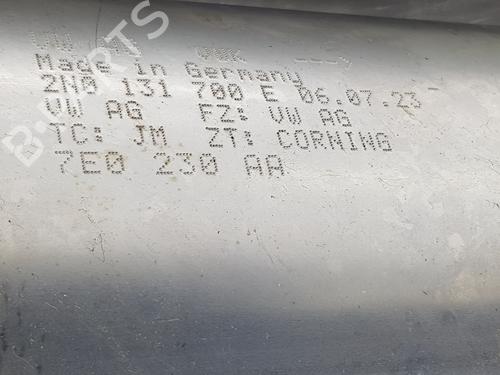 Made in Germany
2N0 131 700 E 06.07.23
VW AG FZ: VW AG
TC: JM ZT: CORNING
7E0 230 AA
B-PARTS